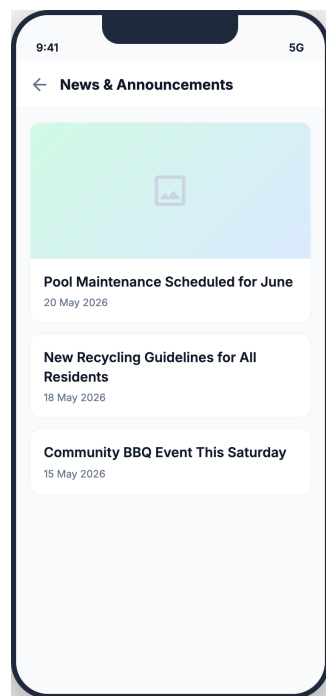 9:41
5G
News & Announcements
Pool Maintenance Scheduled for June
20 May 2026
New Recycling Guidelines for All
Residents
18 May 2026
Community BBQ Event This Saturday
15 May 2026